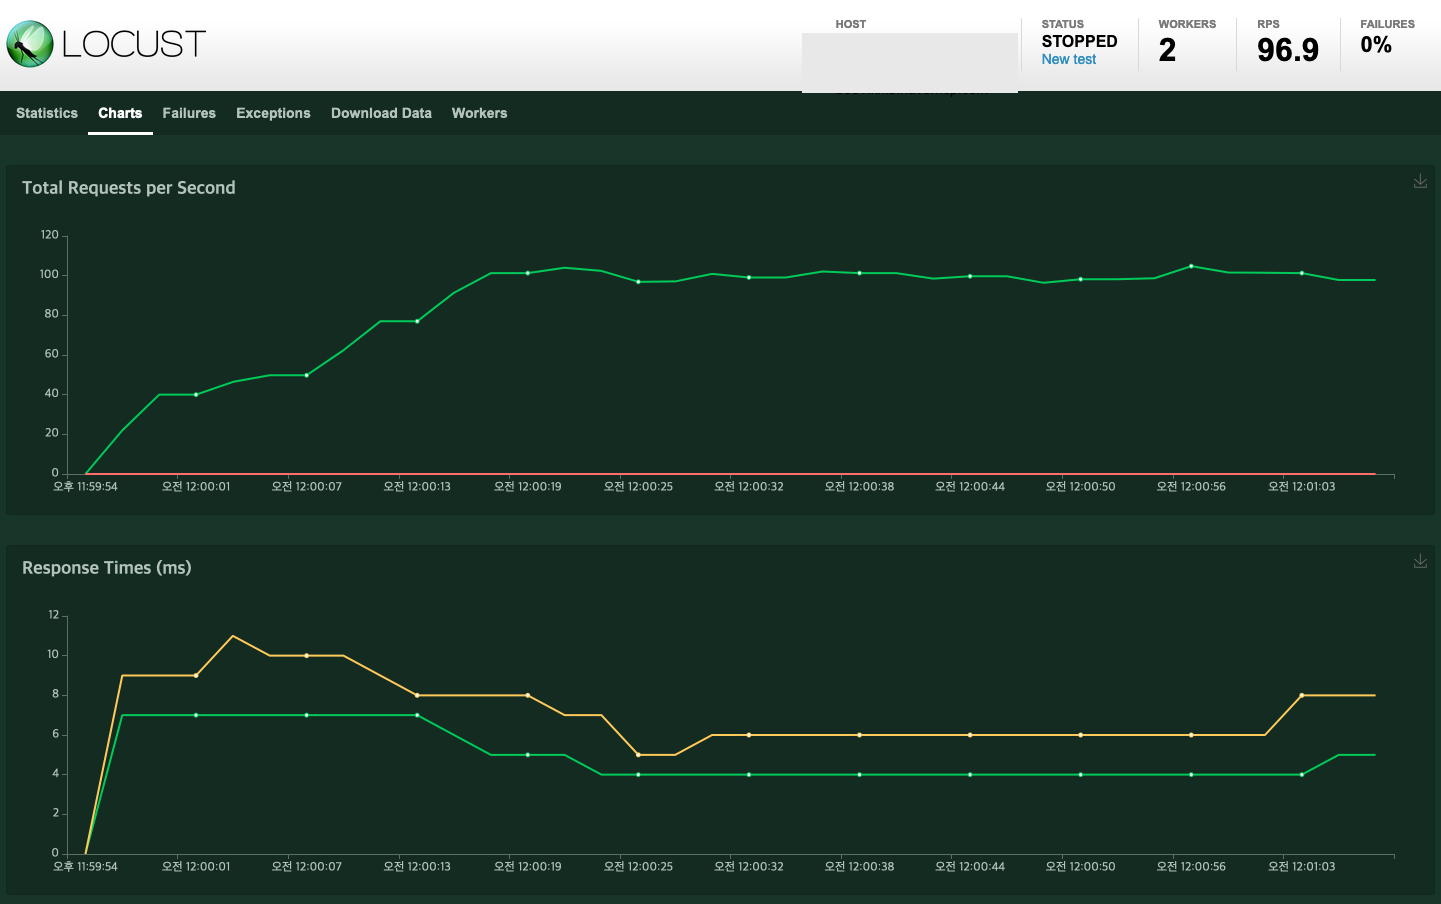 LOCUST
HOST
STATUS
STOPPED
New test
WORKERS
2
RPS
96.9
FAILURES
0%
Statistics
Charts
Failures
Exceptions
Download Data
Workers
Total Requests per Second
120
100
80
60
40
20
0
오후 11:59:54
오전 12:00:01
오전 12:00:07
오전 12:00:13
오전 12:00:19
오전 12:00:25
오전 12:00:32
오전 12:00:38
오전 12:00:44
오전 12:00:50
오전 12:00:56
오전 12:01:03
Response Times (ms)
12
10
8
6
4
2
0
오후 11:59:54
오전 12:00:01
오전 12:00:07
오전 12:00:13
오전 12:00:19
오전 12:00:25
오전 12:00:32
오전 12:00:38
오전 12:00:44
오전 12:00:50
오전 12:00:56
오전 12:01:03